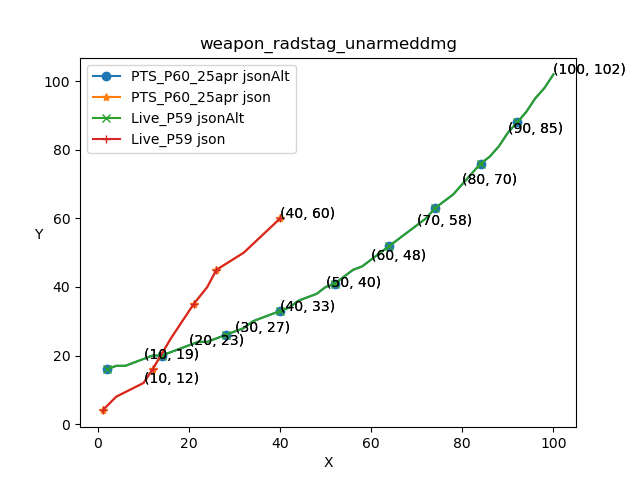 weapon_radstag_unarmeddmg
PTS_P60_25apr jsonAlt
PTS_P60_25apr json
Live_P59 jsonAlt
Live_P59 json
(100, 102)
(90, 85)
(80, 70)
(70, 58)
(60, 48)
(50, 40)
(40, 33)
(30, 27)
(20, 23)
(10, 19)
(10, 12)
(40, 60)
Y
100
80
60
40
20
0
0 20 40 60 80 100
X